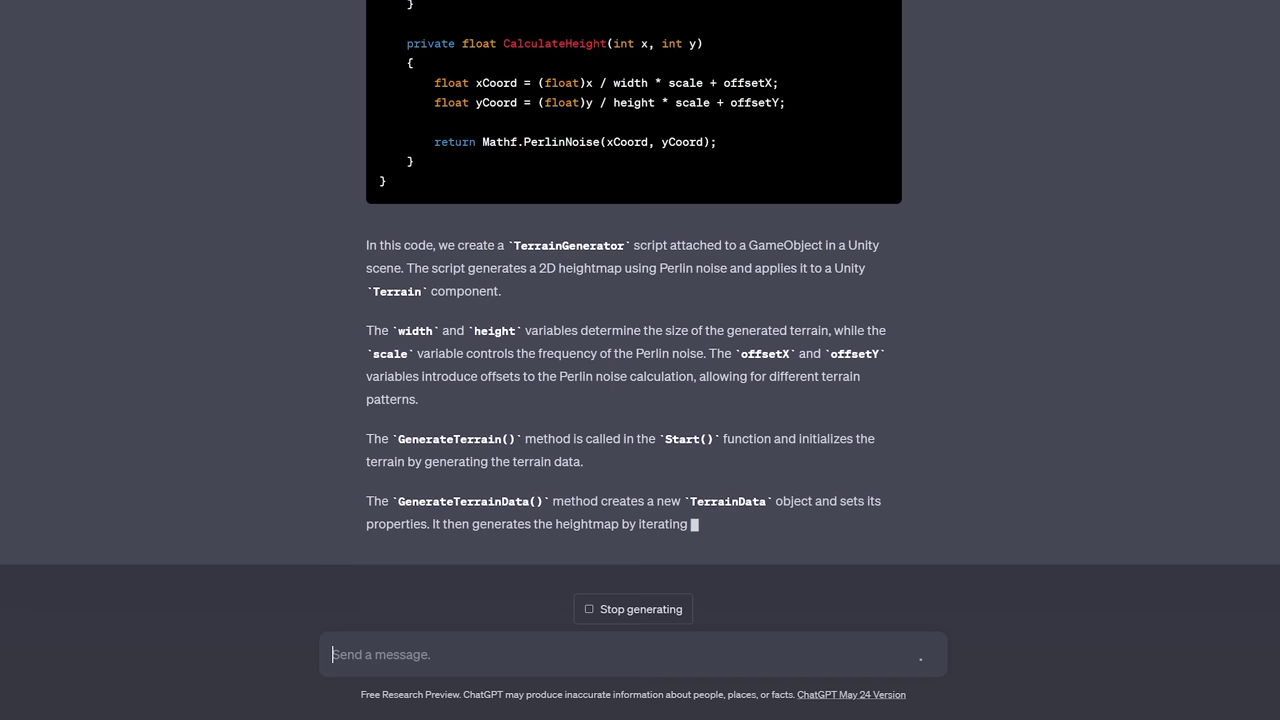 }
private float CalculateHeight(int x, int y)
{
float xCoord = (float)x / width * scale + offsetX;
float yCoord = (float)y / height * scale + offsetY;
return Mathf.PerlinNoise(xCoord, yCoord);
}
}
In this code, we create a `TerrainGenerator` script attached to a GameObject in a Unity
scene. The script generates a 2D heightmap using Perlin noise and applies it to a Unity
`Terrain` component.
The `width` and `height` variables determine the size of the generated terrain, while the
`scale` variable controls the frequency of the Perlin noise. The `offsetX` and `offsetY`
variables introduce offsets to the Perlin noise calculation, allowing for different terrain
patterns.
The `GenerateTerrain()` method is called in the `Start()` function and initializes the
terrain by generating the terrain data.
The `GenerateTerrainData()` method creates a new `TerrainData` object and sets its
properties. It then generates the heightmap by iterating
Stop generating
Send a message.
Free Research Preview. ChatGPT may produce inaccurate information about people, places, or facts. ChatGPT May 24 Version